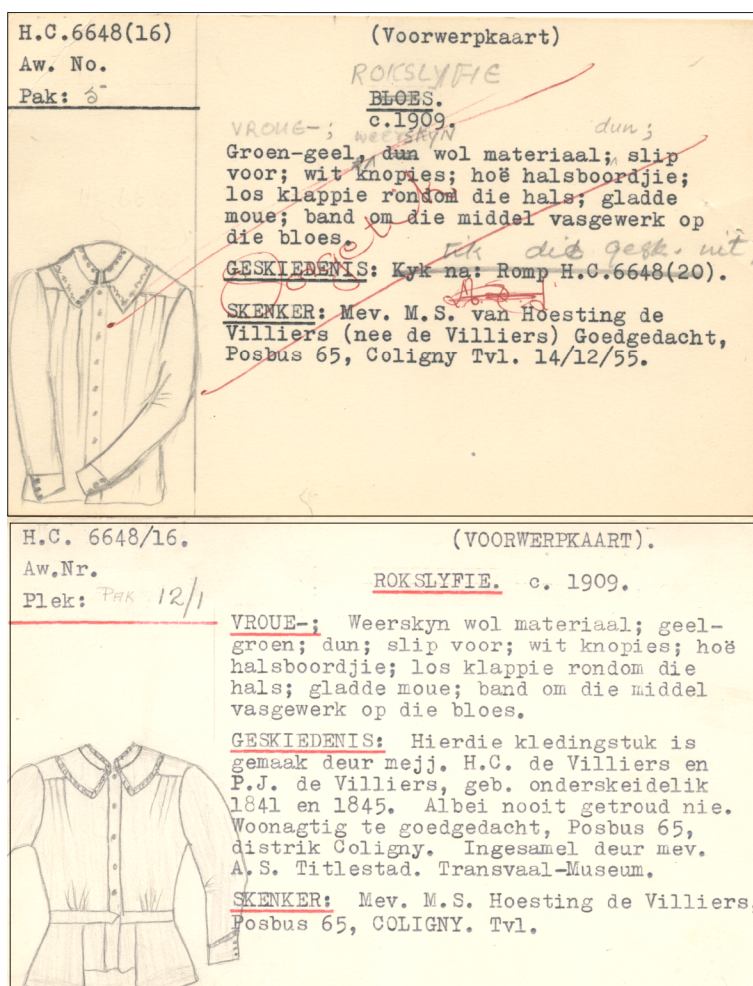 H.C.6648(16)
(Voorwerpkaart)
Aw. No.
ROKSLYFIE
Pak: 5
BLOES.
c.1909.
VROUE-; weerskyn dun;
Groen-geel, dun wol materiaal; slip
voor; wit knopies; hoë halsboordjie;
los klappie rondom die hals; gladde
moue; band om die middel vasgewerk op
die bloes.
tik die gesk. uit.
GESKIEDENIS: Kyk na: Romp H.C.6648(20).
SKENKER: Mev. M.S. van Hoesting de
Villiers (nee de Villiers) Goedgedacht,
Posbus 65, Coligny Tvl. 14/12/55.
H.C. 6648/16.
(VOORWERPKAART).
Aw.Nr.
ROKSLYFIE. c. 1909.
Plek: PAK 12/1
VROUE-; Weerskyn wol materiaal; geel-
groen; dun; slip voor; wit knopies; hoë
halsboordjie; los klappie rondom die
hals; gladde moue; band om die middel
vasgewerk op die bloes.
GESKIEDENIS: Hierdie kledingstuk is
gemaak deur mejj. H.C. de Villiers en
P.J. de Villiers, geb. onderskeidelik
1841 en 1845. Albei nooit getroud nie.
Woonagtig te goedgedacht, Posbus 65,
distrik Coligny. Ingesamel deur mev.
A.S. Titlestad. Transvaal-Museum.
SKENKER: Mev. M.S. Hoesting de Villiers,
Posbus 65, COLIGNY. Tvl.